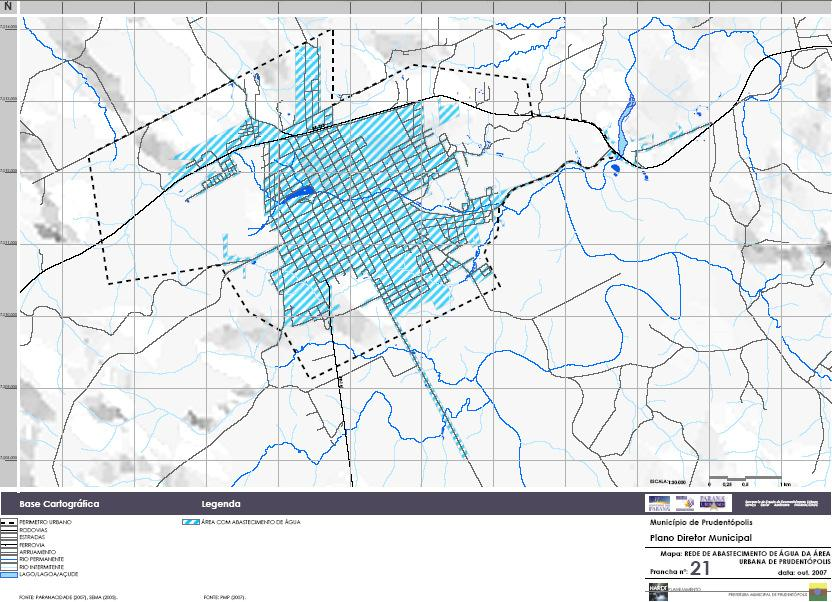 N
ESCALA 1:30.000
0 0,25 0,5 1 km
Base Cartográfica
Legenda
PERIMETRO URBANO
RODOVIAS
ESTRADAS
FERROVIA
ARRUAMENTO
RIO PERMANENTE
RIO INTERMITENTE
LAGO/LAGOA/AÇUDE
ÁREA COM ABASTECIMENTO DE ÁGUA
FONTE: PARANACIDADE (2007), SEMA (2005).
FONTE: PMP (2007).
PARANÁ
Município de Prudentópolis
Plano Diretor Municipal
Mapa: REDE DE ABASTECIMENTO DE ÁGUA DA ÁREA
URBANA DE PRUDENTÓPOLIS
Prancha nº: 21
data: out. 2007
PLANEJAMENTO
PREFEITURA MUNICIPAL DE PRUDENTÓPOLIS